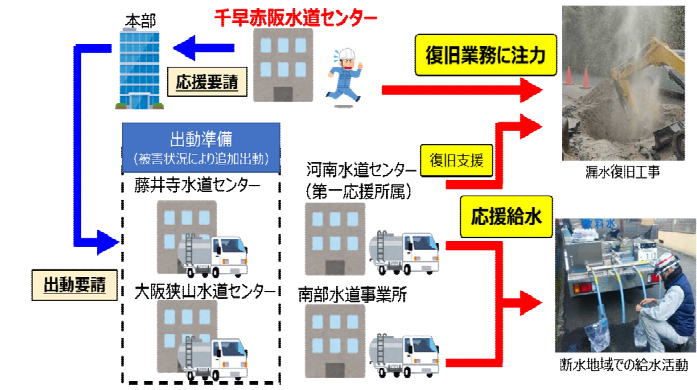 本部
千早赤阪水道センター
応援要請
復旧業務に注力
出動準備
(被害状況により追加出動)
藤井寺水道センター
河南水道センター
(第一応援所属)
復旧支援
漏水復旧工事
応援給水
出動要請
大阪狭山水道センター
南部水道事業所
断水地域での給水活動